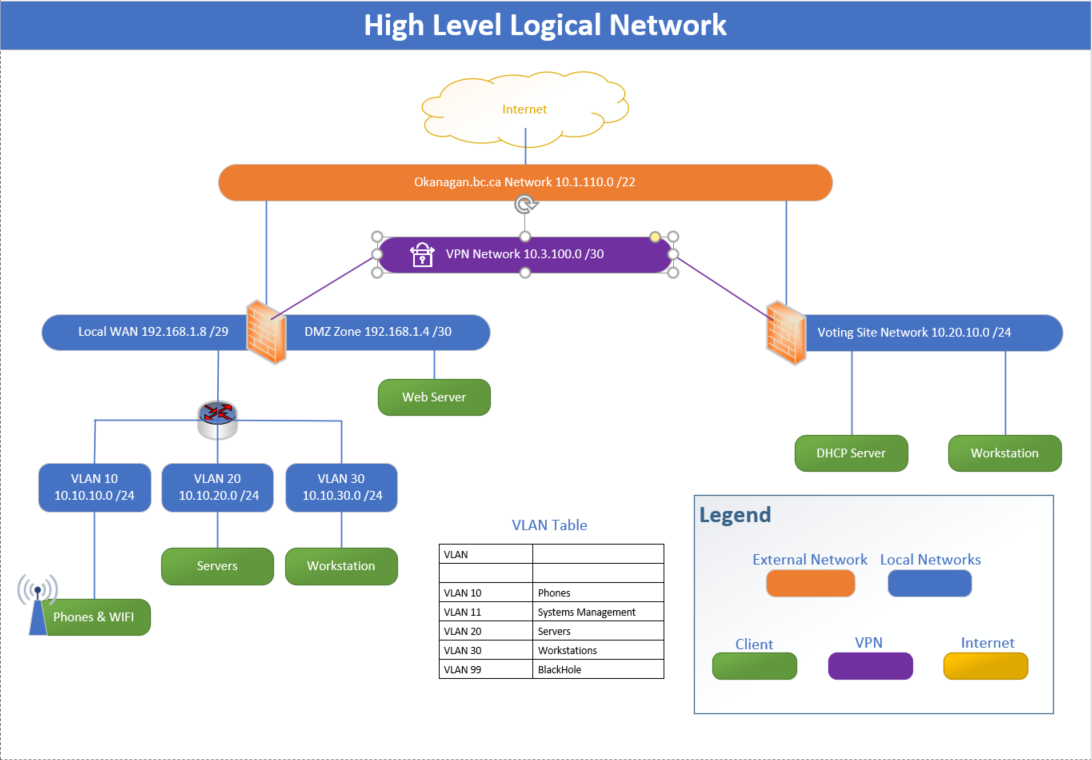 High Level Logical Network
Internet
Okanagan.bc.ca Network 10.1.110.0 /22
VPN Network 10.3.100.0 /30
Local WAN 192.168.1.8 /29
DMZ Zone 192.168.1.4 /30
Voting Site Network 10.20.10.0 /24
Web Server
DHCP Server
Workstation
VLAN 10
10.10.10.0 /24
VLAN 20
10.10.20.0 /24
VLAN 30
10.10.30.0 /24
Servers
Workstation
Phones & WIFI
VLAN Table
VLAN
VLAN 10 Phones
VLAN 11 Systems Management
VLAN 20 Servers
VLAN 30 Workstations
VLAN 99 BlackHole
Legend
External Network
Local Networks
Client
VPN
Internet